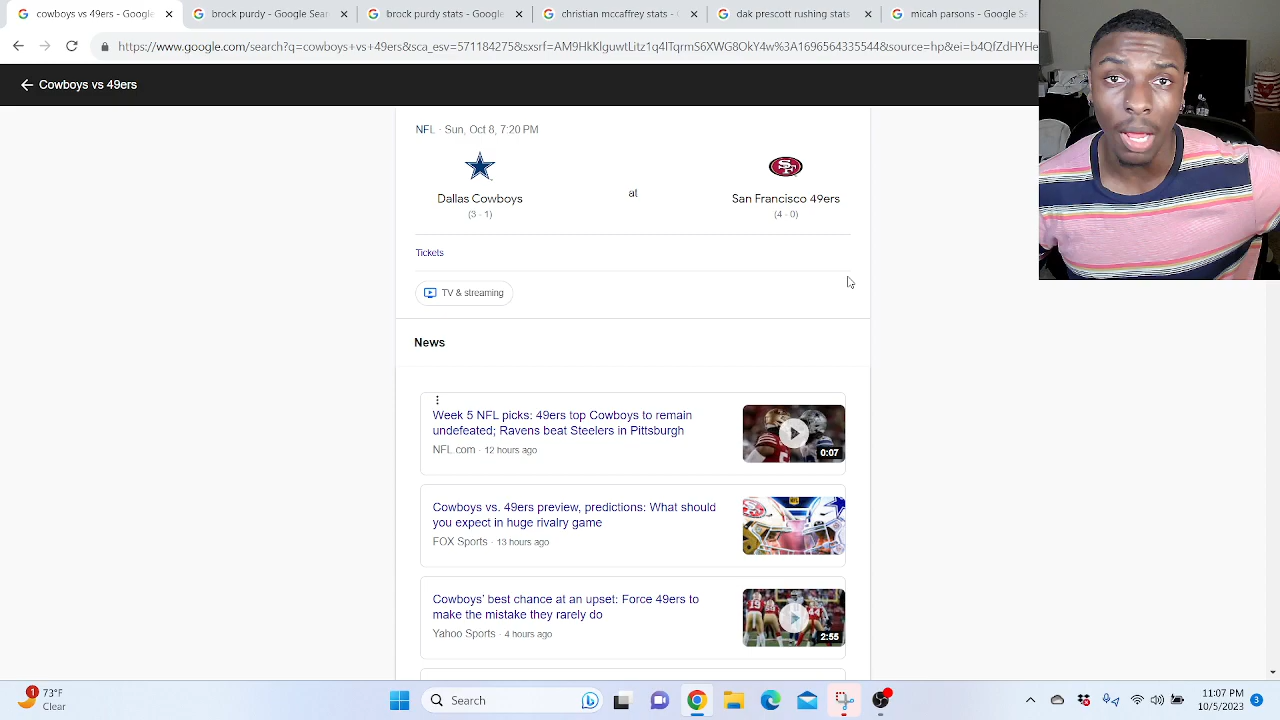 cowboys vs 49ers - Google
brock purdy - Google Sear
brock purdy stats - Google
christian mccaffrey stats - G
dak prescott rushing stats
micah parsons - Google Se
Cowboys vs 49ers
NFL · Sun, Oct 8, 7:20 PM
Dallas Cowboys
(3 - 1)
at
San Francisco 49ers
(4 - 0)
Tickets
TV & streaming
News
Week 5 NFL picks: 49ers top Cowboys to remain
undefeated; Ravens beat Steelers in Pittsburgh
NFL.com · 12 hours ago
0:07
Cowboys vs. 49ers preview, predictions: What should
you expect in huge rivalry game
FOX Sports · 13 hours ago
Cowboys' best chance at an upset: Force 49ers to
make the mistake they rarely do
Yahoo Sports · 4 hours ago
2:55
1
73°F
Clear
Search
11:07 PM
10/5/2023
3